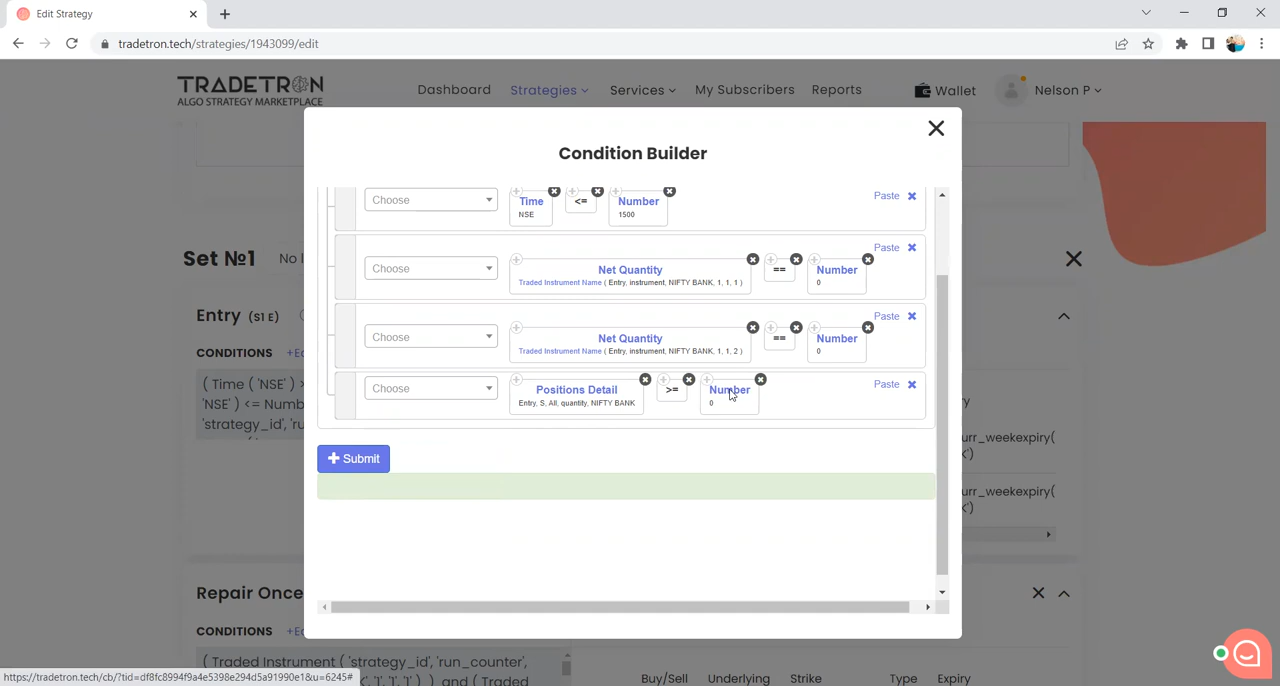 Edit Strategy
tradetron.tech/strategies/1943099/edit
TRADETRON
ALGO STRATEGY MARKETPLACE
Dashboard Strategies Services My Subscribers Reports Wallet Nelson P
Condition Builder
Choose Time NSE <= Number 1500 Paste
Choose Net Quantity Traded Instrument Name ( Entry, instrument, NIFTY BANK, 1, 1, 1 ) == Number 0 Paste
Choose Net Quantity Traded Instrument Name ( Entry, instrument, NIFTY BANK, 1, 1, 2 ) == Number 0 Paste
Choose Positions Detail Entry, S, All, quantity, NIFTY BANK >= Number 0 Paste
Submit
Set №1 No l
Entry (S1 E)
CONDITIONS +E
( Time ( 'NSE' ) >
'NSE' ) <= Numb
'strategy_id', 'ru
ry
urr_weekexpiry(
K')
urr_weekexpiry(
K')
Repair Once
CONDITIONS +E
( Traded Instrument ( 'strategy_id', 'run_counter',
K', '1', '1', '1' ) ) and ( Traded
Buy/Sell Underlying Strike Type Expiry
https://tradetron.tech/cb/?tid=df8fc8994f9a4e5398e294d5a91990e1&u=6245#